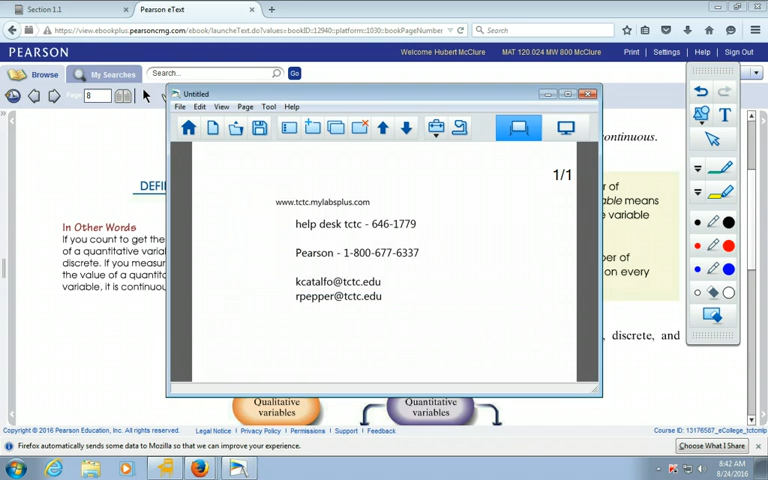 Section 1.1
Pearson eText
https://view.ebookplus.pearsoncmg.com/ebook/launcheText.do?values=bookID::12940::platform::1030::bookPageNumber
Search
PEARSON
Welcome Hubert McClure
MAT 120.024 MW 800 McClure
Print
Settings
Help
Sign Out
Browse
My Searches
Search...
Go
Page
8
Untitled
File Edit View Page Tool Help
1/1
www.tctc.mylabsplus.com
help desk tctc - 646-1779
Pearson - 1-800-677-6337
kcatalfo@tctc.edu
rpepper@tctc.edu
continuous.
DEFI
er of
able means
e variable
ber of
on every
In Other Words
If you count to get the
of a quantitative varia
discrete. If you measur
the value of a quantita
variable, it is continuou
, discrete, and
Qualitative
variables
Quantitative
variables
Copyright © 2016 Pearson Education, Inc. All rights reserved.
Legal Notice | Privacy Policy | Permissions | Support | Feedback
Firefox automatically sends some data to Mozilla so that we can improve your experience.
Choose What I Share
8:42 AM
8/24/2016